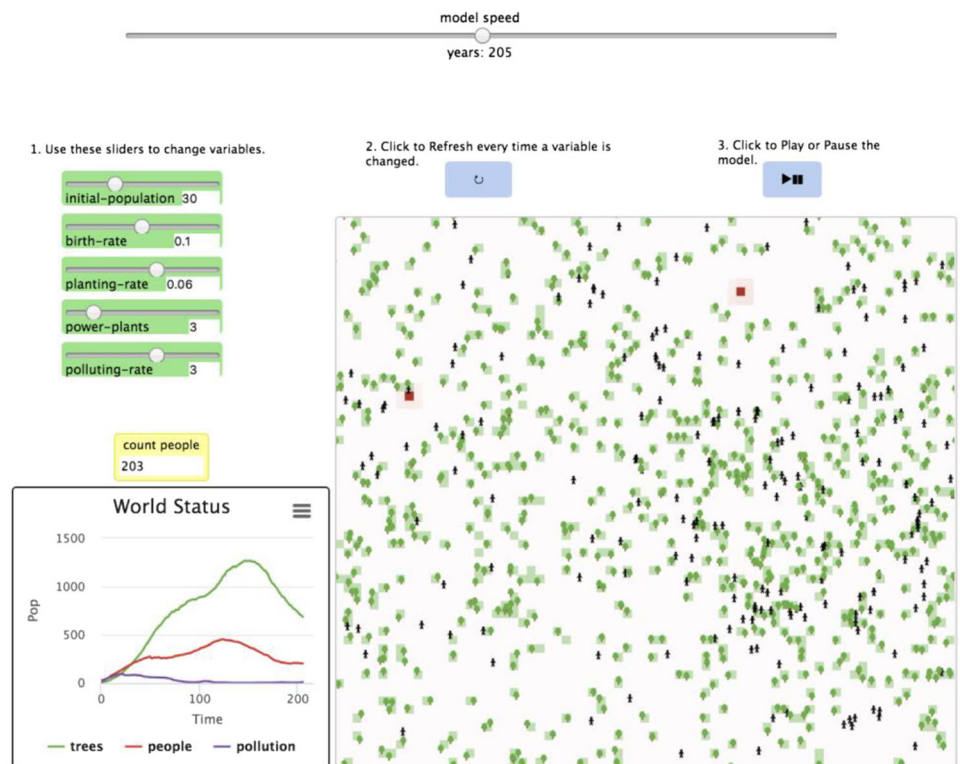 model speed
years: 205
1. Use these sliders to change variables.
2. Click to Refresh every time a variable is
changed.
3. Click to Play or Pause the
model.
initial-population 30
birth-rate 0.1
planting-rate 0.06
power-plants 3
polluting-rate 3
count people
203
World Status
1500
1000
500
0
Pop
0 100 200
Time
trees people pollution